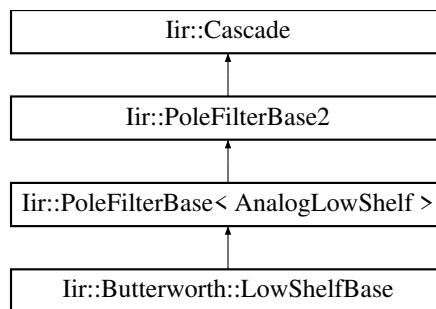 Iir::Cascade
Iir::PoleFilterBase2
Iir::PoleFilterBase< AnalogLowShelf >
Iir::Butterworth::LowShelfBase